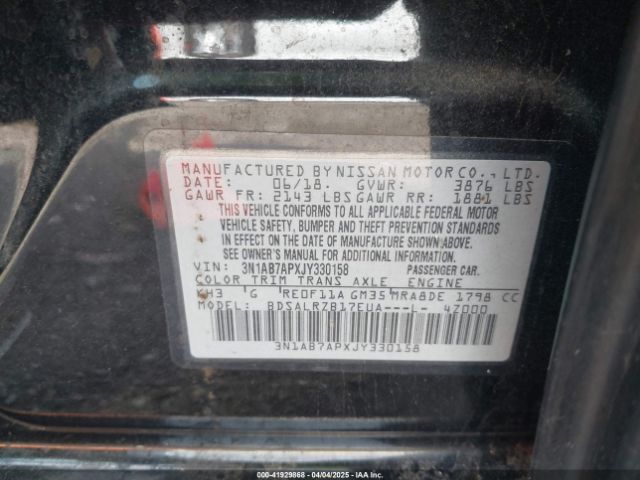 MANUFACTURED BY NISSAN MOTOR CO., LTD.
DATE: 06/18. GVWR: 3876 LBS
GAWR FR: 2143 LBS GAWR RR: 1881 LBS
THIS VEHICLE CONFORMS TO ALL APPLICABLE FEDERAL MOTOR
VEHICLE SAFETY, BUMPER AND THEFT PREVENTION STANDARDS
IN EFFECT ON THE DATE OF MANUFACTURE SHOWN ABOVE.
SEE OWNER'S MANUAL FOR ADDITIONAL INFORMATION.
VIN: 3N1AB7APXJY330158 PASSENGER CAR.
COLOR TRIM TRANS AXLE ENGINE
KH3 G RE0F11A GM35 MRA8DE 1798 CC
MODEL: BDSALRZB17EUA---L- 4Z000
3N1AB7APXJY330158
000-41929868 - 04/04/2025 - IAAI.COM